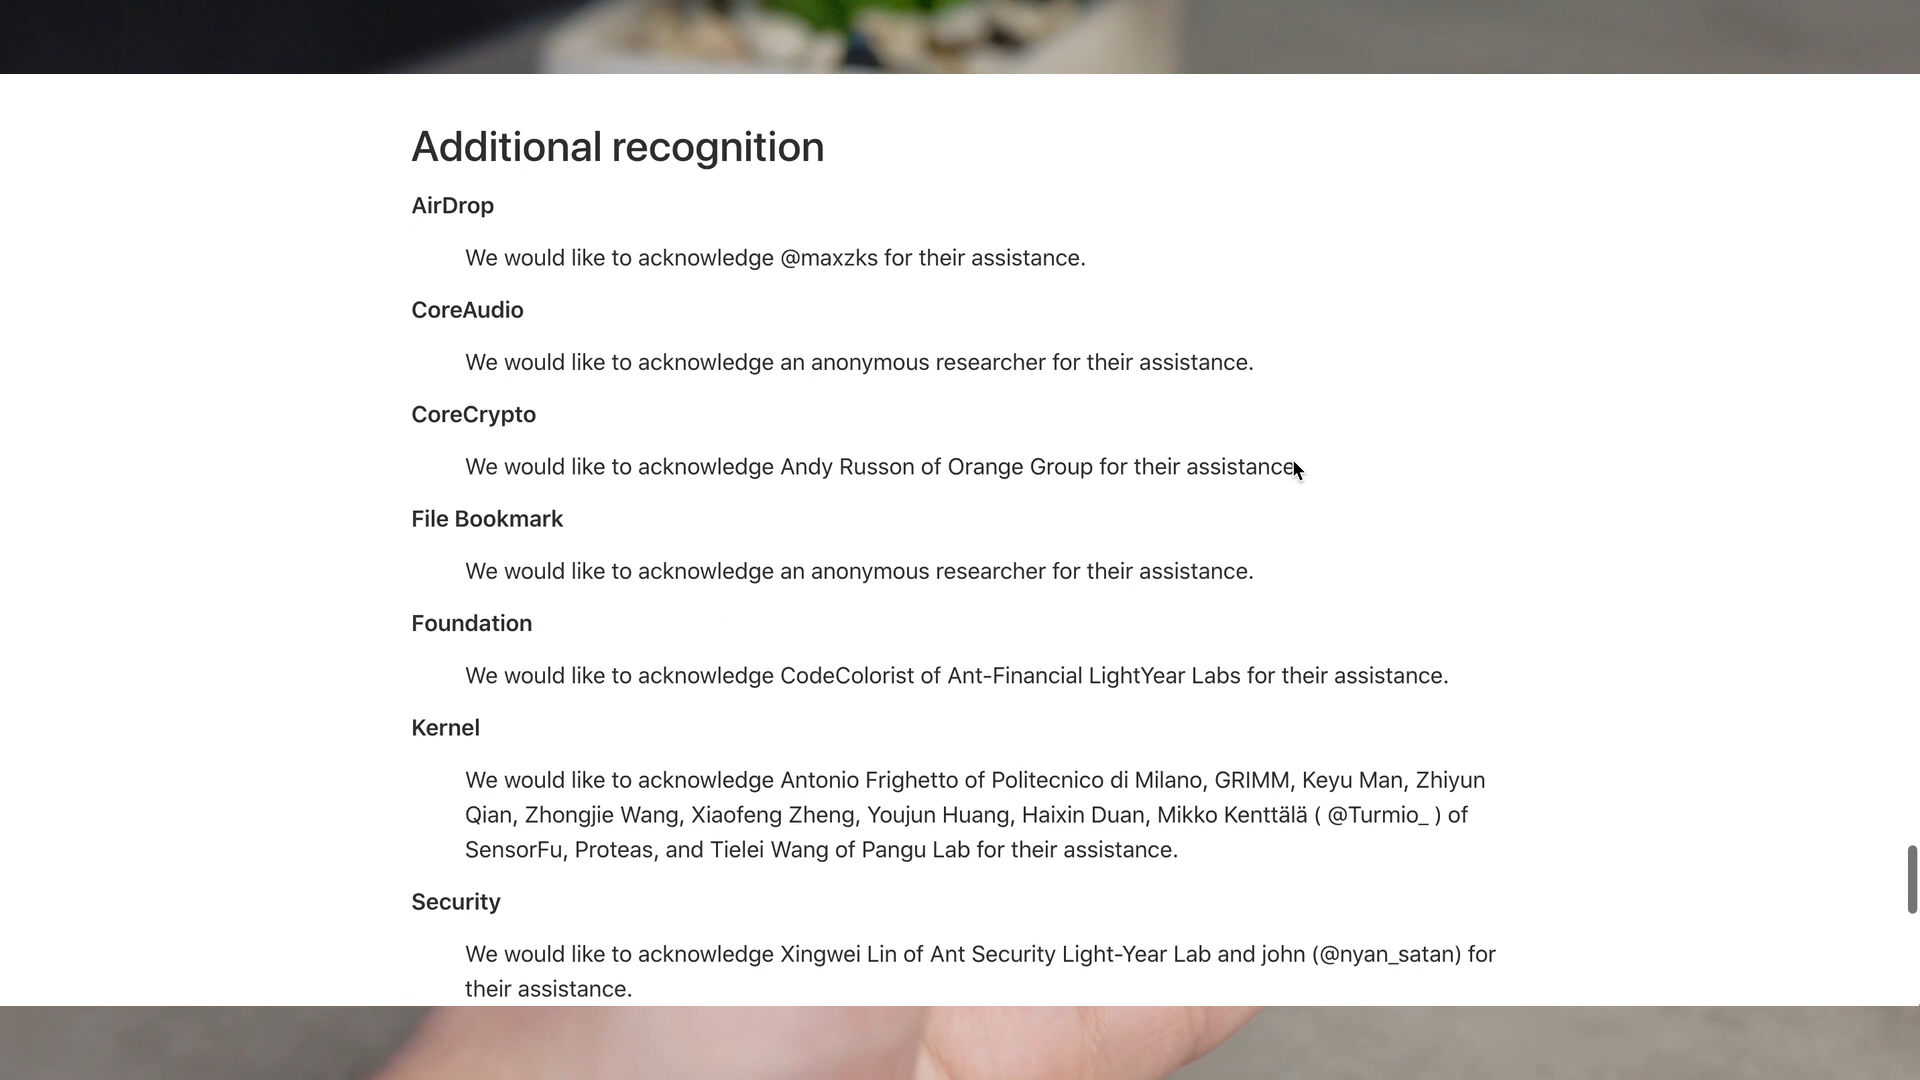 Additional recognition
AirDrop
We would like to acknowledge @maxzks for their assistance.
CoreAudio
We would like to acknowledge an anonymous researcher for their assistance.
CoreCrypto
We would like to acknowledge Andy Russon of Orange Group for their assistance
File Bookmark
We would like to acknowledge an anonymous researcher for their assistance.
Foundation
We would like to acknowledge CodeColorist of Ant-Financial LightYear Labs for their assistance.
Kernel
We would like to acknowledge Antonio Frighetto of Politecnico di Milano, GRIMM, Keyu Man, Zhiyun
Qian, Zhongjie Wang, Xiaofeng Zheng, Youjun Huang, Haixin Duan, Mikko Kenttälä ( @Turmio_ ) of
SensorFu, Proteas, and Tielei Wang of Pangu Lab for their assistance.
Security
We would like to acknowledge Xingwei Lin of Ant Security Light-Year Lab and john (@nyan_satan) for
their assistance.